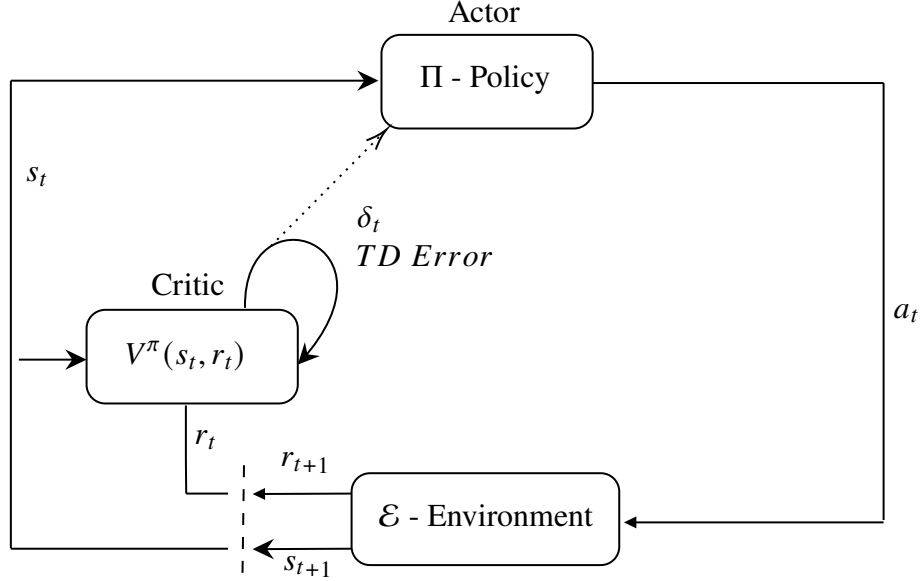 Actor
Π - Policy
s_t
δ_t
TD Error
Critic
a_t
V^π(s_t, r_t)
r_t
r_{t+1}
ℰ - Environment
s_{t+1}